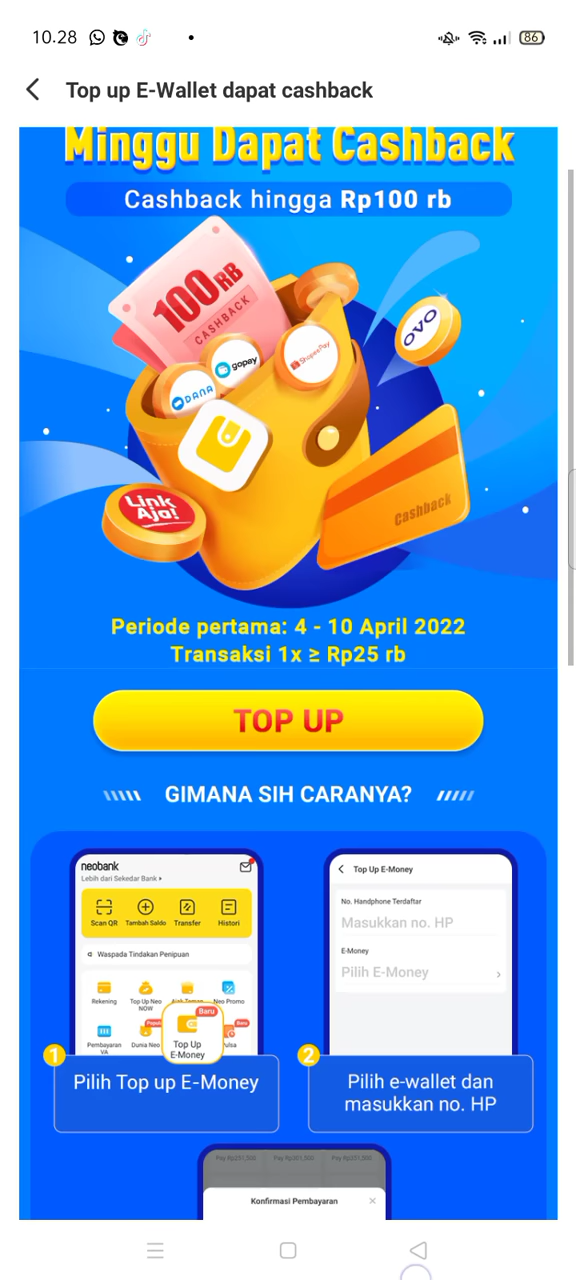 10.28
86
Top up E-Wallet dapat cashback
Minggu Dapat Cashback
Cashback hingga Rp100 rb
100RB
CASHBACK
OVO
gopay
ShopeePay
DANA
Link
Aja!
Cashback
Periode pertama: 4 - 10 April 2022
Transaksi 1x ≥ Rp25 rb
TOP UP
GIMANA SIH CARANYA?
neobank
Lebih dari Sekedar Bank
Scan QR Tambah Saldo Transfer Histori
Waspada Tindakan Penipuan
Rekening Top Up Neo NOW Neo Promo
Baru
Pembayaran VA Dunia Neo
Top Up
E-Money
Baru
1
Pilih Top up E-Money
Top Up E-Money
No. Handphone Terdaftar
Masukkan no. HP
E-Money
Pilih E-Money
2
Pilih e-wallet dan
masukkan no. HP
Konfirmasi Pembayaran